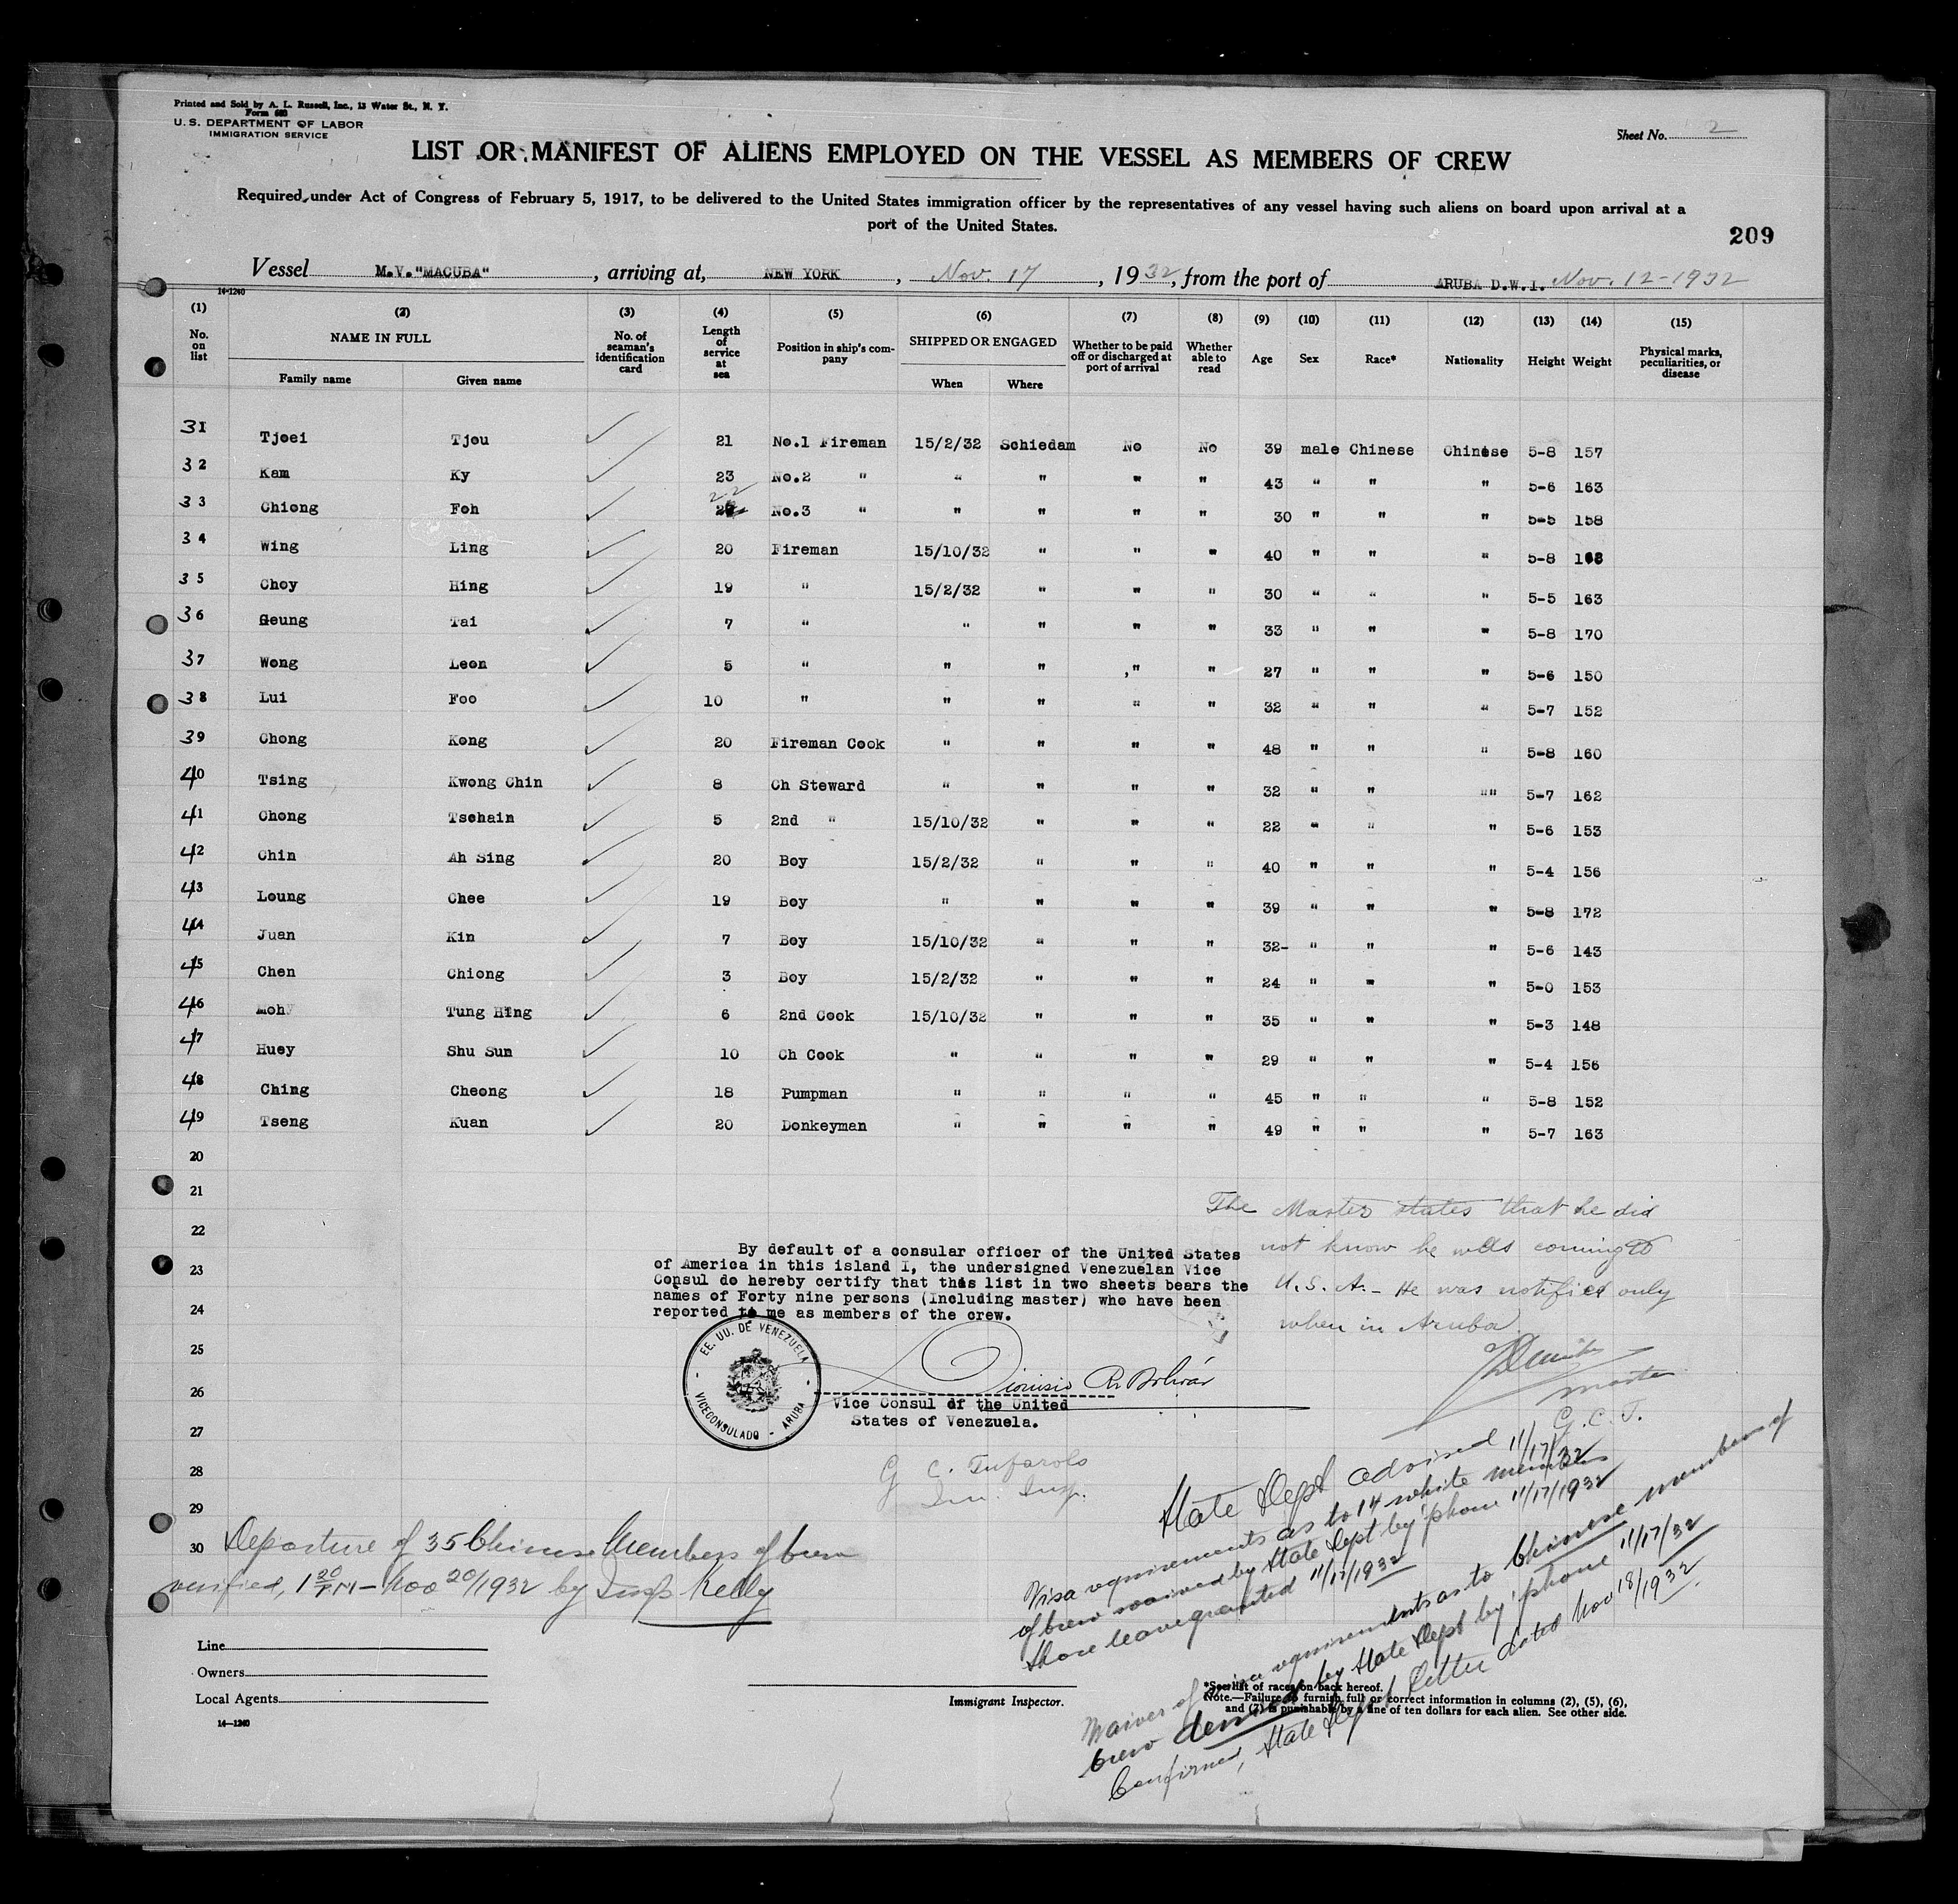 Printed and Sold by A. L. Russell, Inc., 13 Water St., N. Y.
Form 680
U. S. DEPARTMENT OF LABOR
IMMIGRATION SERVICE
Sheet No. 2
LIST OR MANIFEST OF ALIENS EMPLOYED ON THE VESSEL AS MEMBERS OF CREW
Required under Act of Congress of February 5, 1917, to be delivered to the United States immigration officer by the representatives of any vessel having such aliens on board upon arrival at a
port of the United States.
209
Vessel M.V."MACUBA", arriving at, NEW YORK, Nov. 17, 1932, from the port of ARUBA D.W.I. Nov. 12-1932
14-1240
(1) (2) (3) (4) (5) (6) (7) (8) (9) (10) (11) (12) (13) (14) (15)
No. on list NAME IN FULL Family name Given name No. of seaman's identification card Length of service at sea Position in ship's company SHIPPED OR ENGAGED When Where Whether to be paid off or discharged at port of arrival Whether able to read Age Sex Race* Nationality Height Weight Physical marks, peculiarities, or disease
31 Tjoei Tjou 21 No.1 Fireman 15/2/32 Schiedam No No 39 male Chinese Chinese 5-8 157
32 Kam Ky 23 No.2 " " " " " 43 " " " 5-6 163
33 Chiong Foh 22 No.3 " " " " " 30 " " " 5-5 158
34 Wing Ling 20 Fireman 15/10/32 " " " 40 " " " 5-8 163
35 Choy Hing 19 " 15/2/32 " " " 30 " " " 5-5 163
36 Geung Tai 7 " " " " " 33 " " " 5-8 170
37 Wong Leon 5 " " " " " 27 " " " 5-6 150
38 Lui Foo 10 " " " " " 32 " " " 5-7 152
39 Chong Kong 20 Fireman Cook " " " " 48 " " " 5-8 160
40 Tsing Kwong Chin 8 Ch Steward " " " " 32 " " "" 5-7 162
41 Chong Tschain 5 2nd " 15/10/32 " " " 22 " " " 5-6 153
42 Chin Ah Sing 20 Boy 15/2/32 " " " 40 " " " 5-4 156
43 Loung Chee 19 Boy " " " " 39 " " " 5-8 172
44 Juan Kin 7 Boy 15/10/32 " " " 32- " " " 5-6 143
45 Chen Chiong 3 Boy 15/2/32 " " " 24 " " " 5-0 153
46 Moh Tung Hing 6 2nd Cook 15/10/32 " " " 35 " " " 5-3 148
47 Huey Shu Sun 10 Ch Cook " " " " 29 " " " 5-4 156
48 Ching Cheong 18 Pumpman " " " " 45 " " " 5-8 152
49 Tseng Kuan 20 Donkeyman " " " " 49 " " " 5-7 163
20
21
22
23
24
25
26
27
28
29
30
The Master states that he did
not know he was coming to
U.S.A. - He was notified only
when in Aruba
master
G. C. T.
By default of a consular officer of the United States
of America in this island I, the undersigned Venezuelan Vice
Consul do hereby certify that this list in two sheets bears the
names of Forty nine persons (Including master) who have been
reported to me as members of the crew.
EE. UU. DE VENEZUELA
VICECONSULADO - ARUBA
Dionisio R. Bolívar
Vice Consul of the United
States of Venezuela.
G C. Tufarolo
Im. Insp.
Departure of 35 Chinese Members of crew
verified, 1 30/PM - Nov 20/1932 by Insp Kelly
State Dept advised 11/17/32
Visa requirements as to 14 white members
of crew waived by State Dept by 'phone 11/17/1932
shore leave granted 11/17/1932
Waiver of visa requirements as to Chinese members of
crew denied by State Dept by 'phone 11/17/32
Confirmed, State Dept letter dated Nov 18/1932.
Line
Owners
Local Agents
14-1240
Immigrant Inspector.
*See list of races on back hereof.
Note.—Failure to furnish full or correct information in columns (2), (5), (6),
and (7) is punishable by a fine of ten dollars for each alien. See other side.